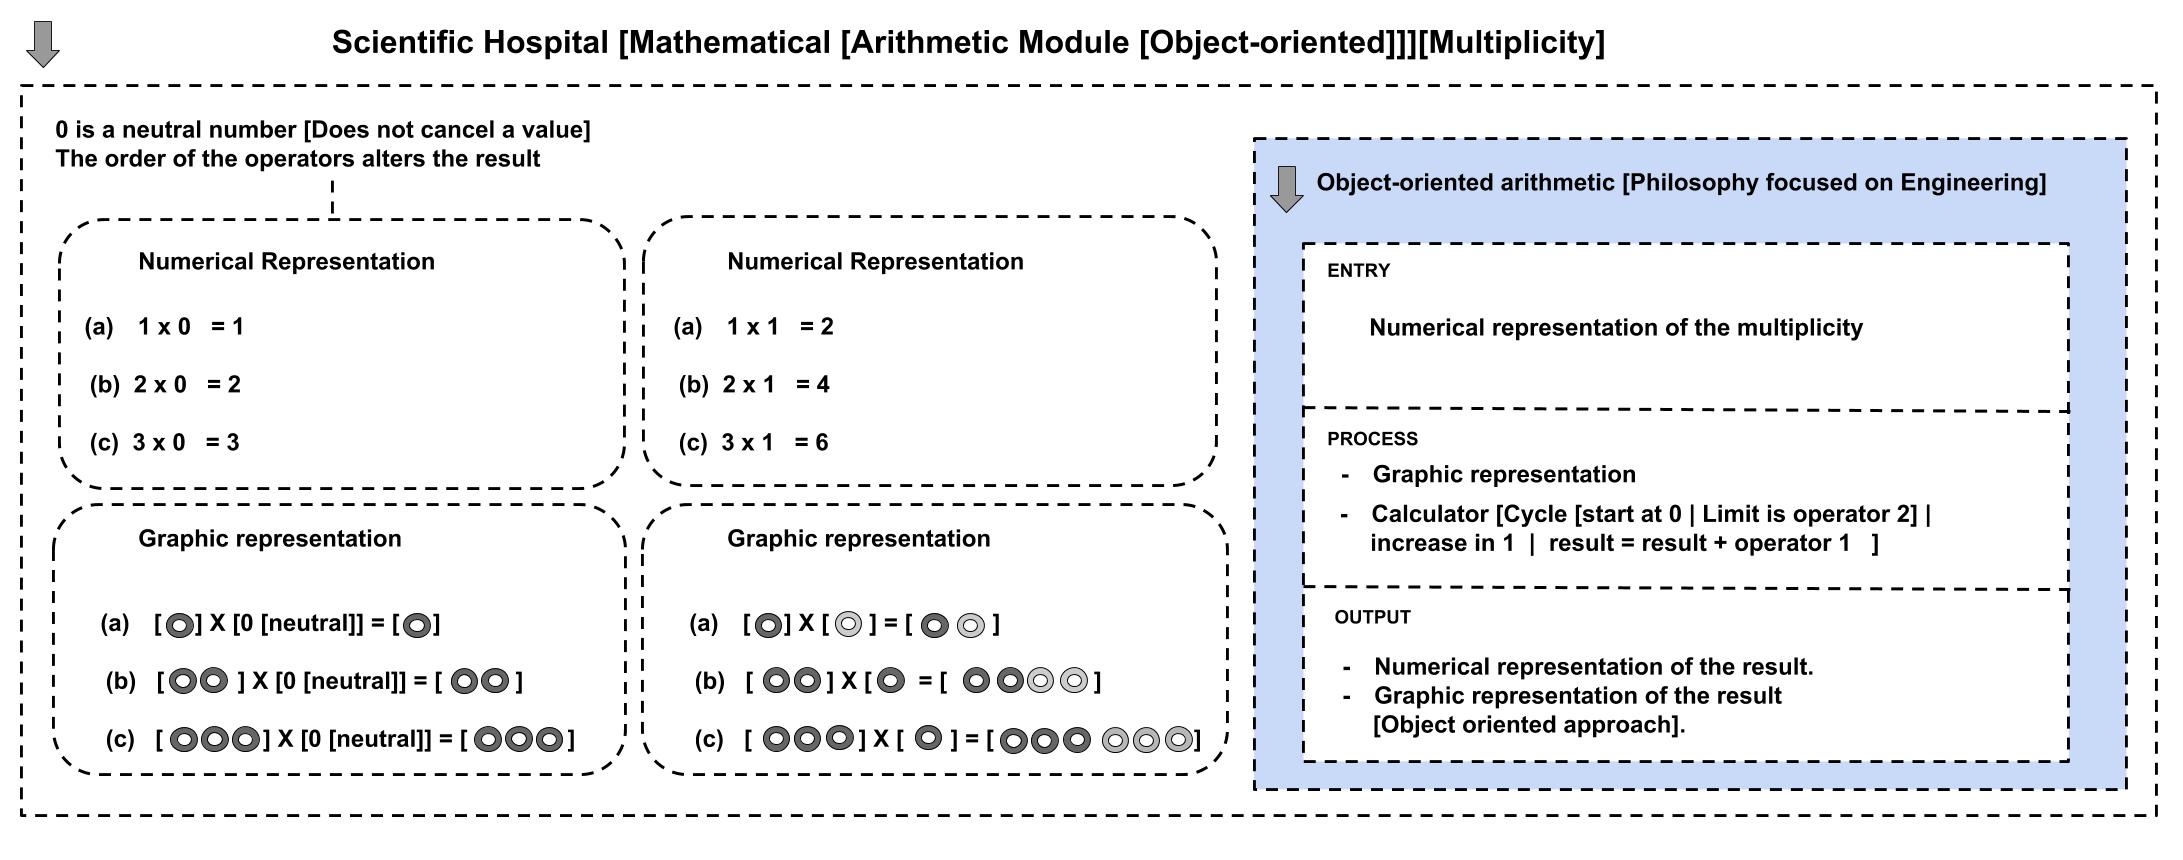 Scientific Hospital [Mathematical [Arithmetic Module [Object-oriented]]][Multiplicity]
0 is a neutral number [Does not cancel a value]
The order of the operators alters the result
Numerical Representation
(a) 1 x 0 = 1
(b) 2 x 0 = 2
(c) 3 x 0 = 3
Numerical Representation
(a) 1 x 1 = 2
(b) 2 x 1 = 4
(c) 3 x 1 = 6
Graphic representation
(a) [ ] X [0 [neutral]] = [ ]
(b) [ ] X [0 [neutral]] = [ ]
(c) [ ] X [0 [neutral]] = [ ]
Graphic representation
(a) [ ] X [ ] = [ ]
(b) [ ] X [ = [ ]
(c) [ ] X [ ] = [ ]
Object-oriented arithmetic [Philosophy focused on Engineering]
ENTRY
Numerical representation of the multiplicity
PROCESS
- Graphic representation
- Calculator [Cycle [start at 0 | Limit is operator 2] |
increase in 1 | result = result + operator 1 ]
OUTPUT
- Numerical representation of the result.
- Graphic representation of the result
[Object oriented approach].